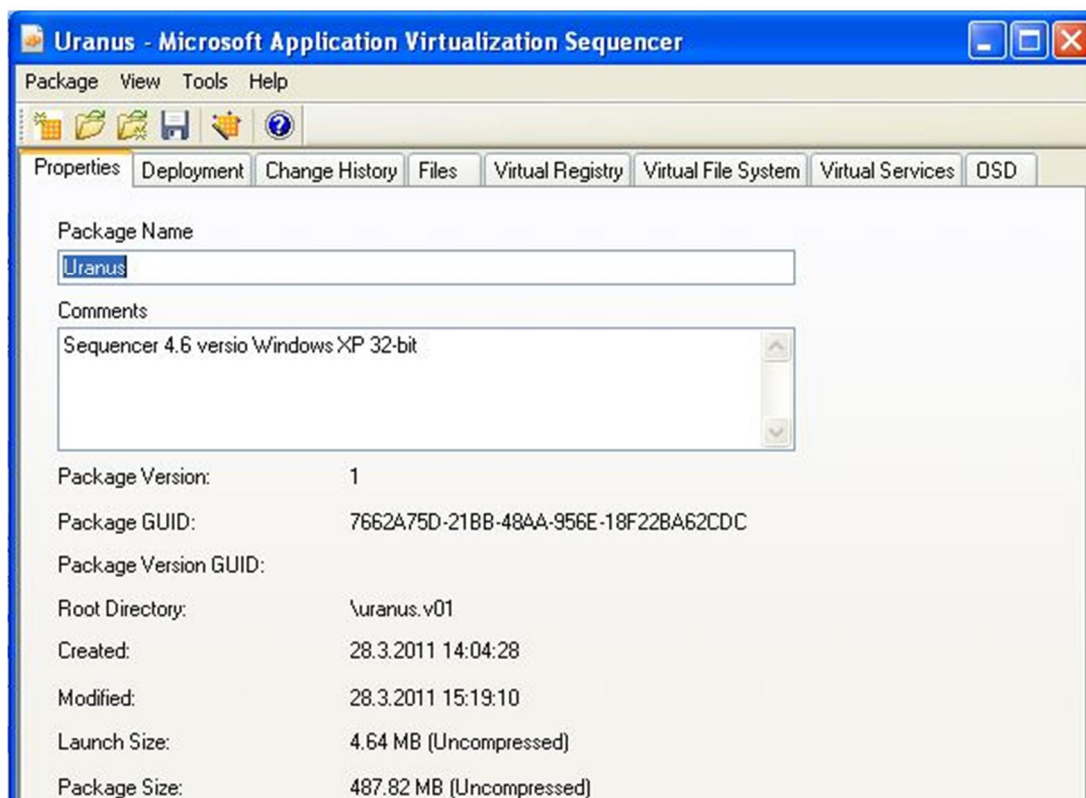 Uranus - Microsoft Application Virtualization Sequencer
Package View Tools Help
Properties Deployment Change History Files Virtual Registry Virtual File System Virtual Services OSD
Package Name
Uranus
Comments
Sequencer 4.6 versio Windows XP 32-bit
Package Version: 1
Package GUID: 7662A75D-21BB-48AA-956E-18F22BA62CDC
Package Version GUID:
Root Directory: \uranus.v01
Created: 28.3.2011 14:04:28
Modified: 28.3.2011 15:19:10
Launch Size: 4.64 MB (Uncompressed)
Package Size: 487.82 MB (Uncompressed)